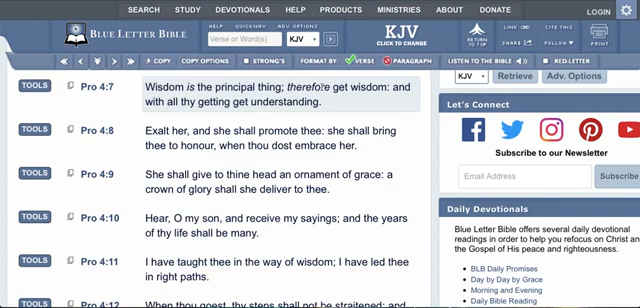 SEARCH STUDY DEVOTIONALS HELP PRODUCTS MINISTRIES ABOUT DONATE LOGIN
BLUE LETTER BIBLE
HELP QUICKNAV ADV. OPTIONS
Verse or Word(s) KJV
KJV
CLICK TO CHANGE
RETURN
TO TOP
LINK CITE THIS
SHARE FOLLOW
PRINT
COPY COPY OPTIONS STRONG'S FORMAT BY VERSE PARAGRAPH LISTEN TO THE BIBLE RED-LETTER
TOOLS Pro 4:7 Wisdom is the principal thing; therefore get wisdom: and
with all thy getting get understanding.
TOOLS Pro 4:8 Exalt her, and she shall promote thee: she shall bring
thee to honour, when thou dost embrace her.
TOOLS Pro 4:9 She shall give to thine head an ornament of grace: a
crown of glory shall she deliver to thee.
TOOLS Pro 4:10 Hear, O my son, and receive my sayings; and the years
of thy life shall be many.
TOOLS Pro 4:11 I have taught thee in the way of wisdom; I have led thee
in right paths.
TOOLS Pro 4:12 When thou goest, thy steps shall not be straitened; and
KJV Retrieve Adv. Options
Let's Connect
Subscribe to our Newsletter
Email Address Subscribe
Daily Devotionals
Blue Letter Bible offers several daily devotional
readings in order to help you refocus on Christ an
the Gospel of His peace and righteousness.
BLB Daily Promises
Day by Day by Grace
Morning and Evening
Daily Bible Reading